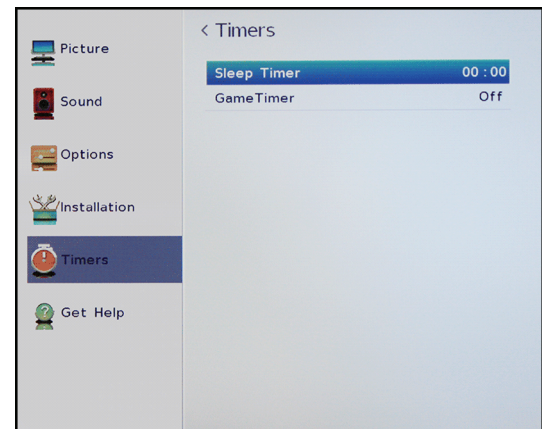 < Timers
Picture
Sound
Options
Installation
Timers
Get Help
Sleep Timer 00 : 00
GameTimer Off